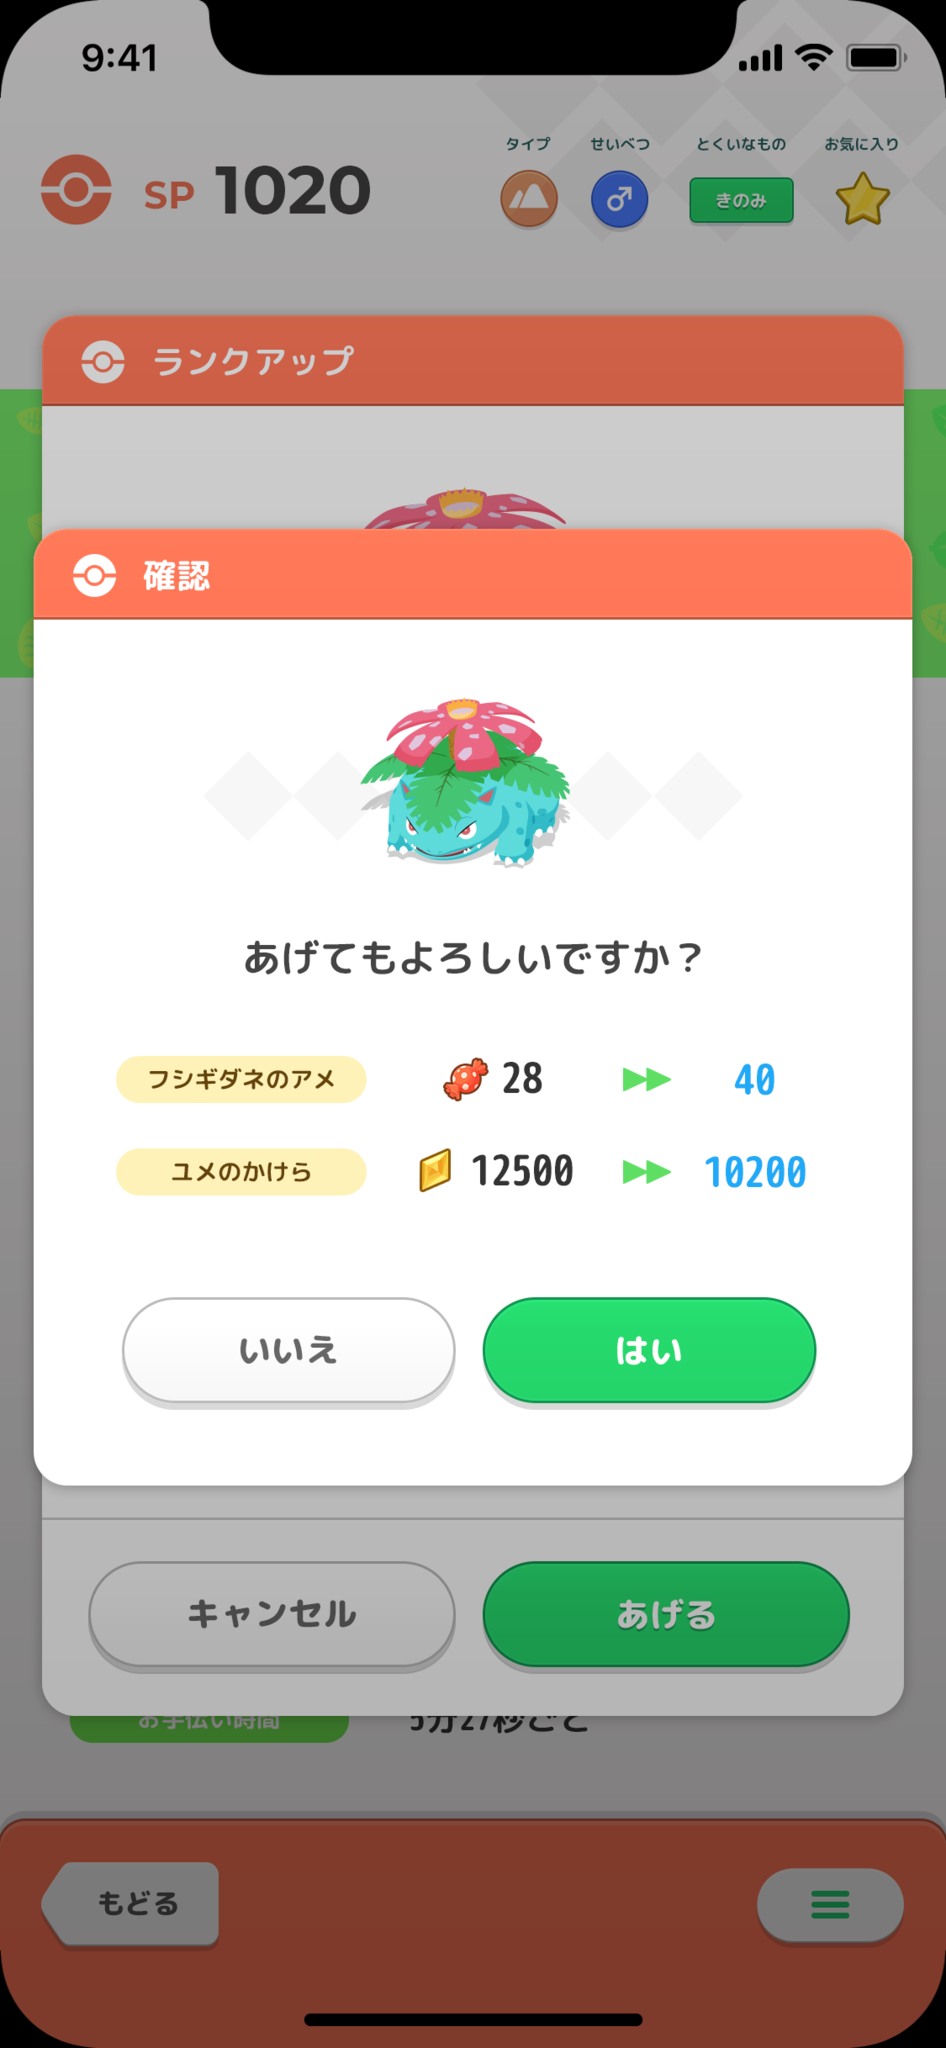 9:41
SP 1020
タイプ
せいべつ
とくいなもの
お気に入り
きのみ
ランクアップ
確認
あげてもよろしいですか？
フシギダネのアメ 28 40
ユメのかけら 12500 10200
いいえ
はい
キャンセル
あげる
お手伝い時間 5分27秒ごと
もどる